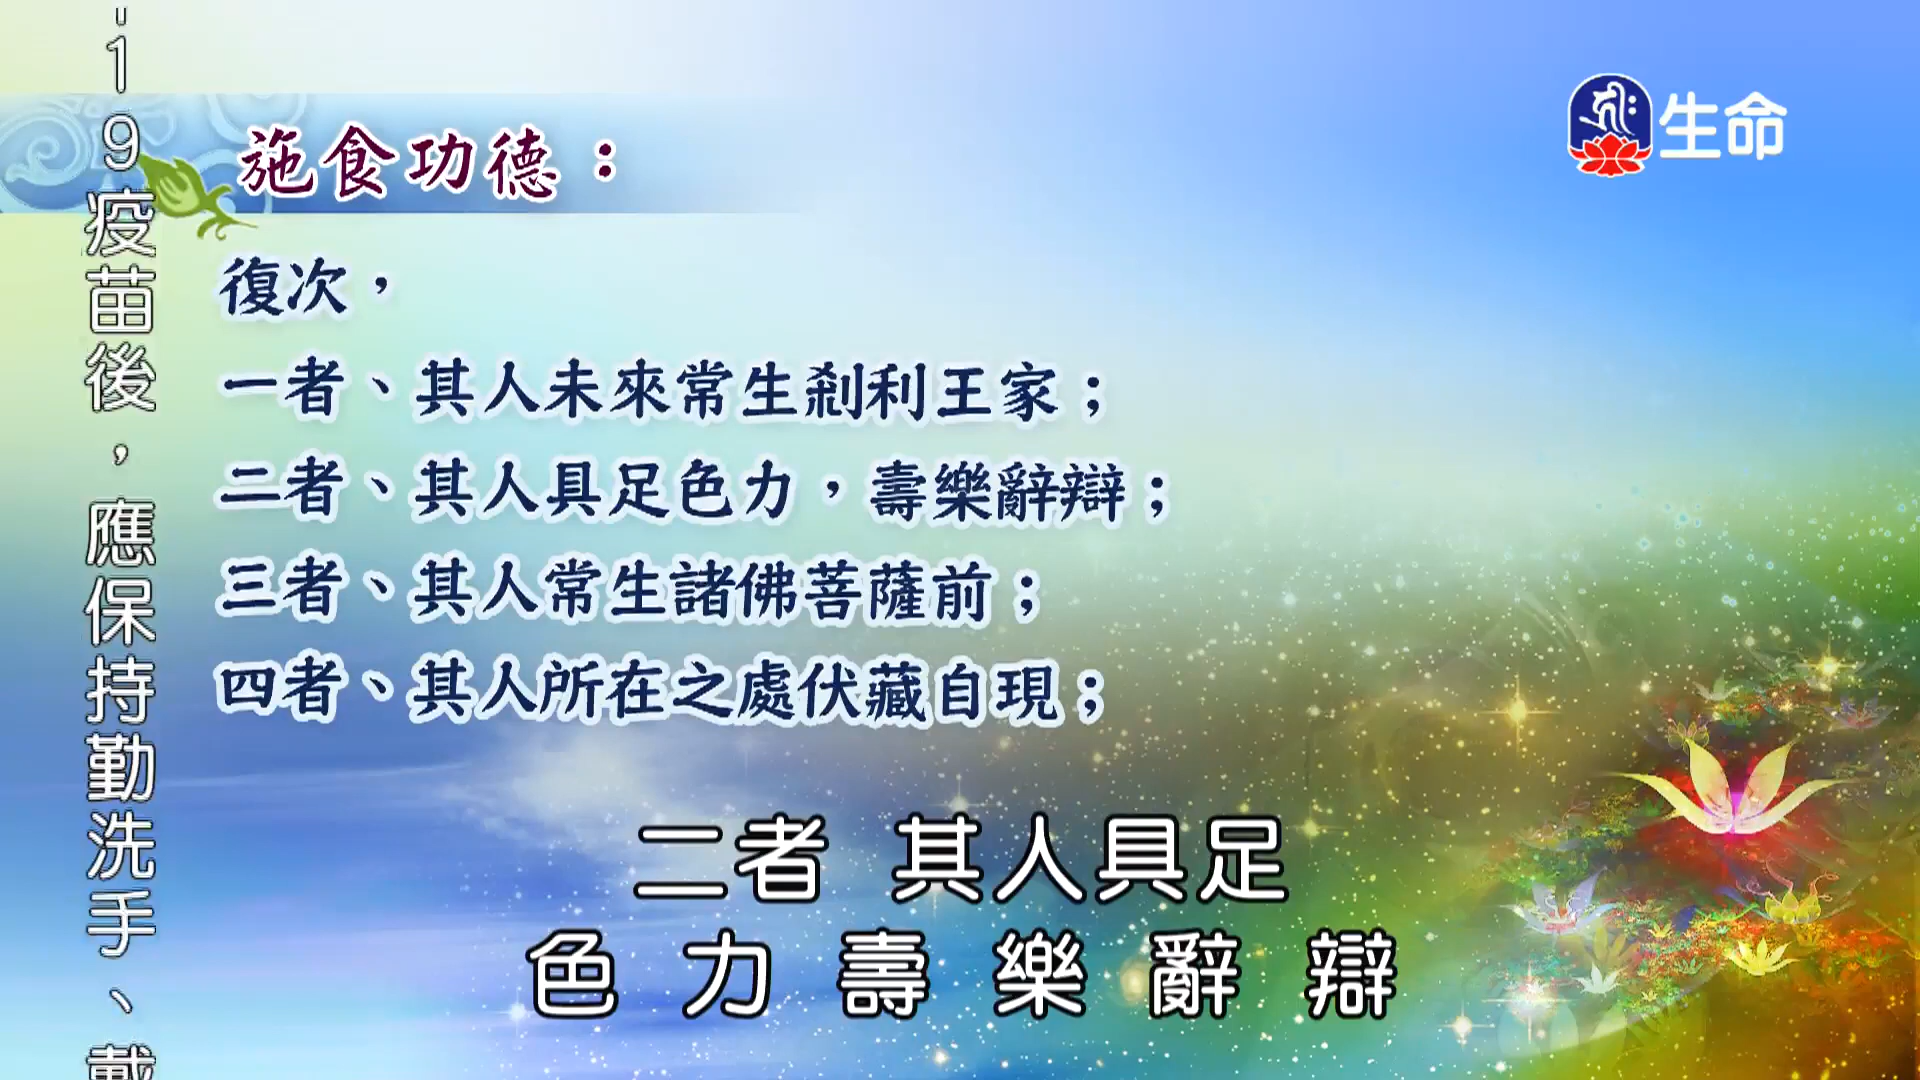 -19疫苗後，應保持勤洗手、戴
生命
施食功德：
復次，
一者、其人未來常生剎利王家；
二者、其人具足色力，壽樂辭辯；
三者、其人常生諸佛菩薩前；
四者、其人所在之處伏藏自現；
二者 其人具足
色力壽樂辭辯